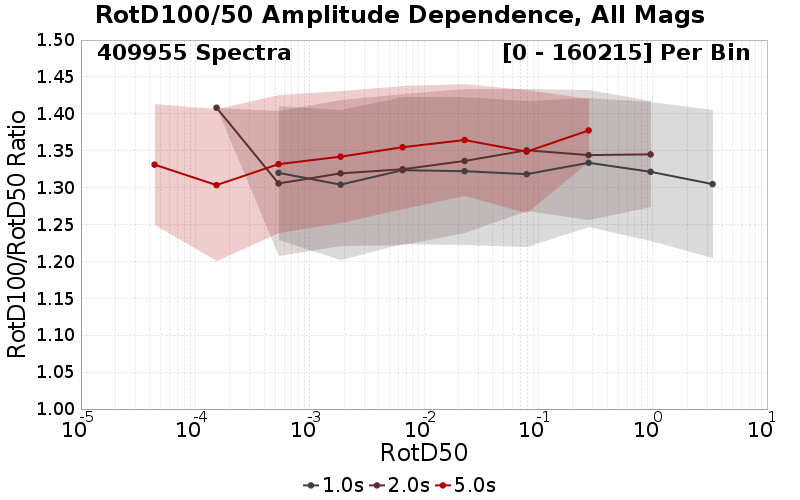 RotD100/50 Amplitude Dependence, All Mags
409955 Spectra
[0 - 160215] Per Bin
RotD100/RotD50 Ratio
1.50
1.45
1.40
1.35
1.30
1.25
1.20
1.15
1.10
1.05
1.00
10-5 10-4 10-3 10-2 10-1 100 101
RotD50
1.0s 2.0s 5.0s